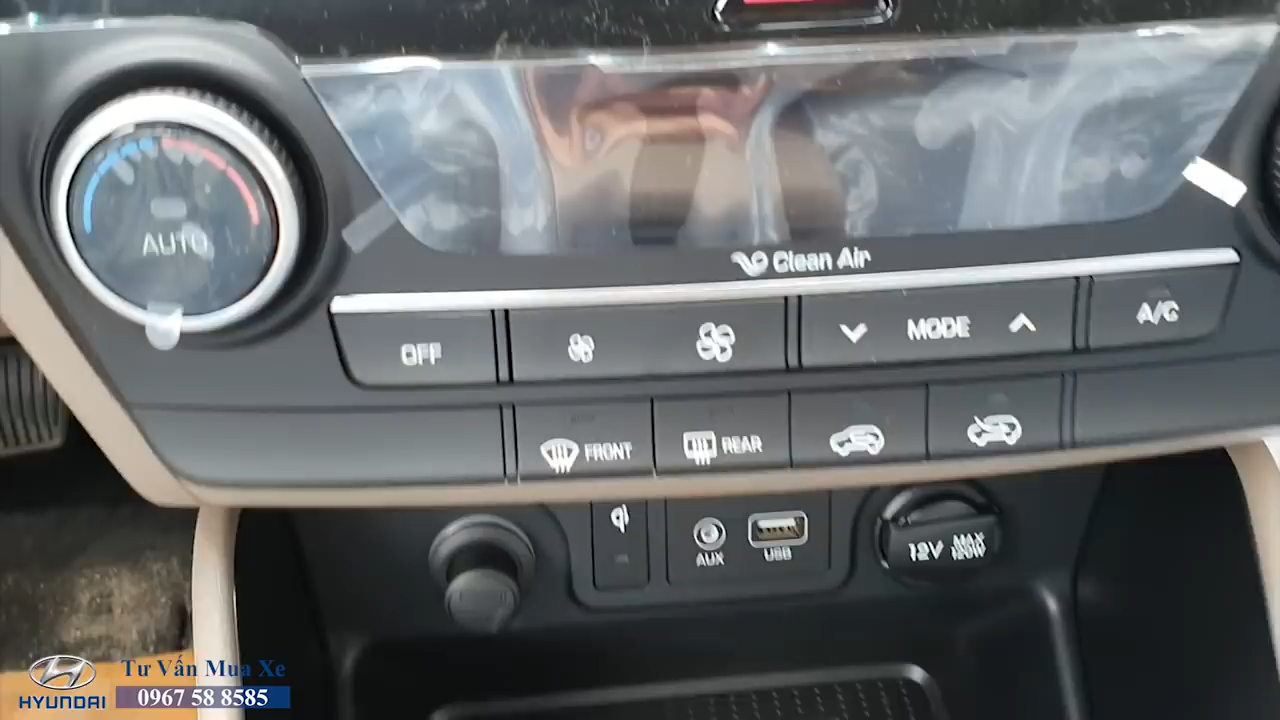 AUTO
Clean Air
OFF
MODE
A/C
FRONT
REAR
AUX
USB
12V MAX 120W
HYUNDAI
Tư Vấn Mua Xe
0967 58 8585